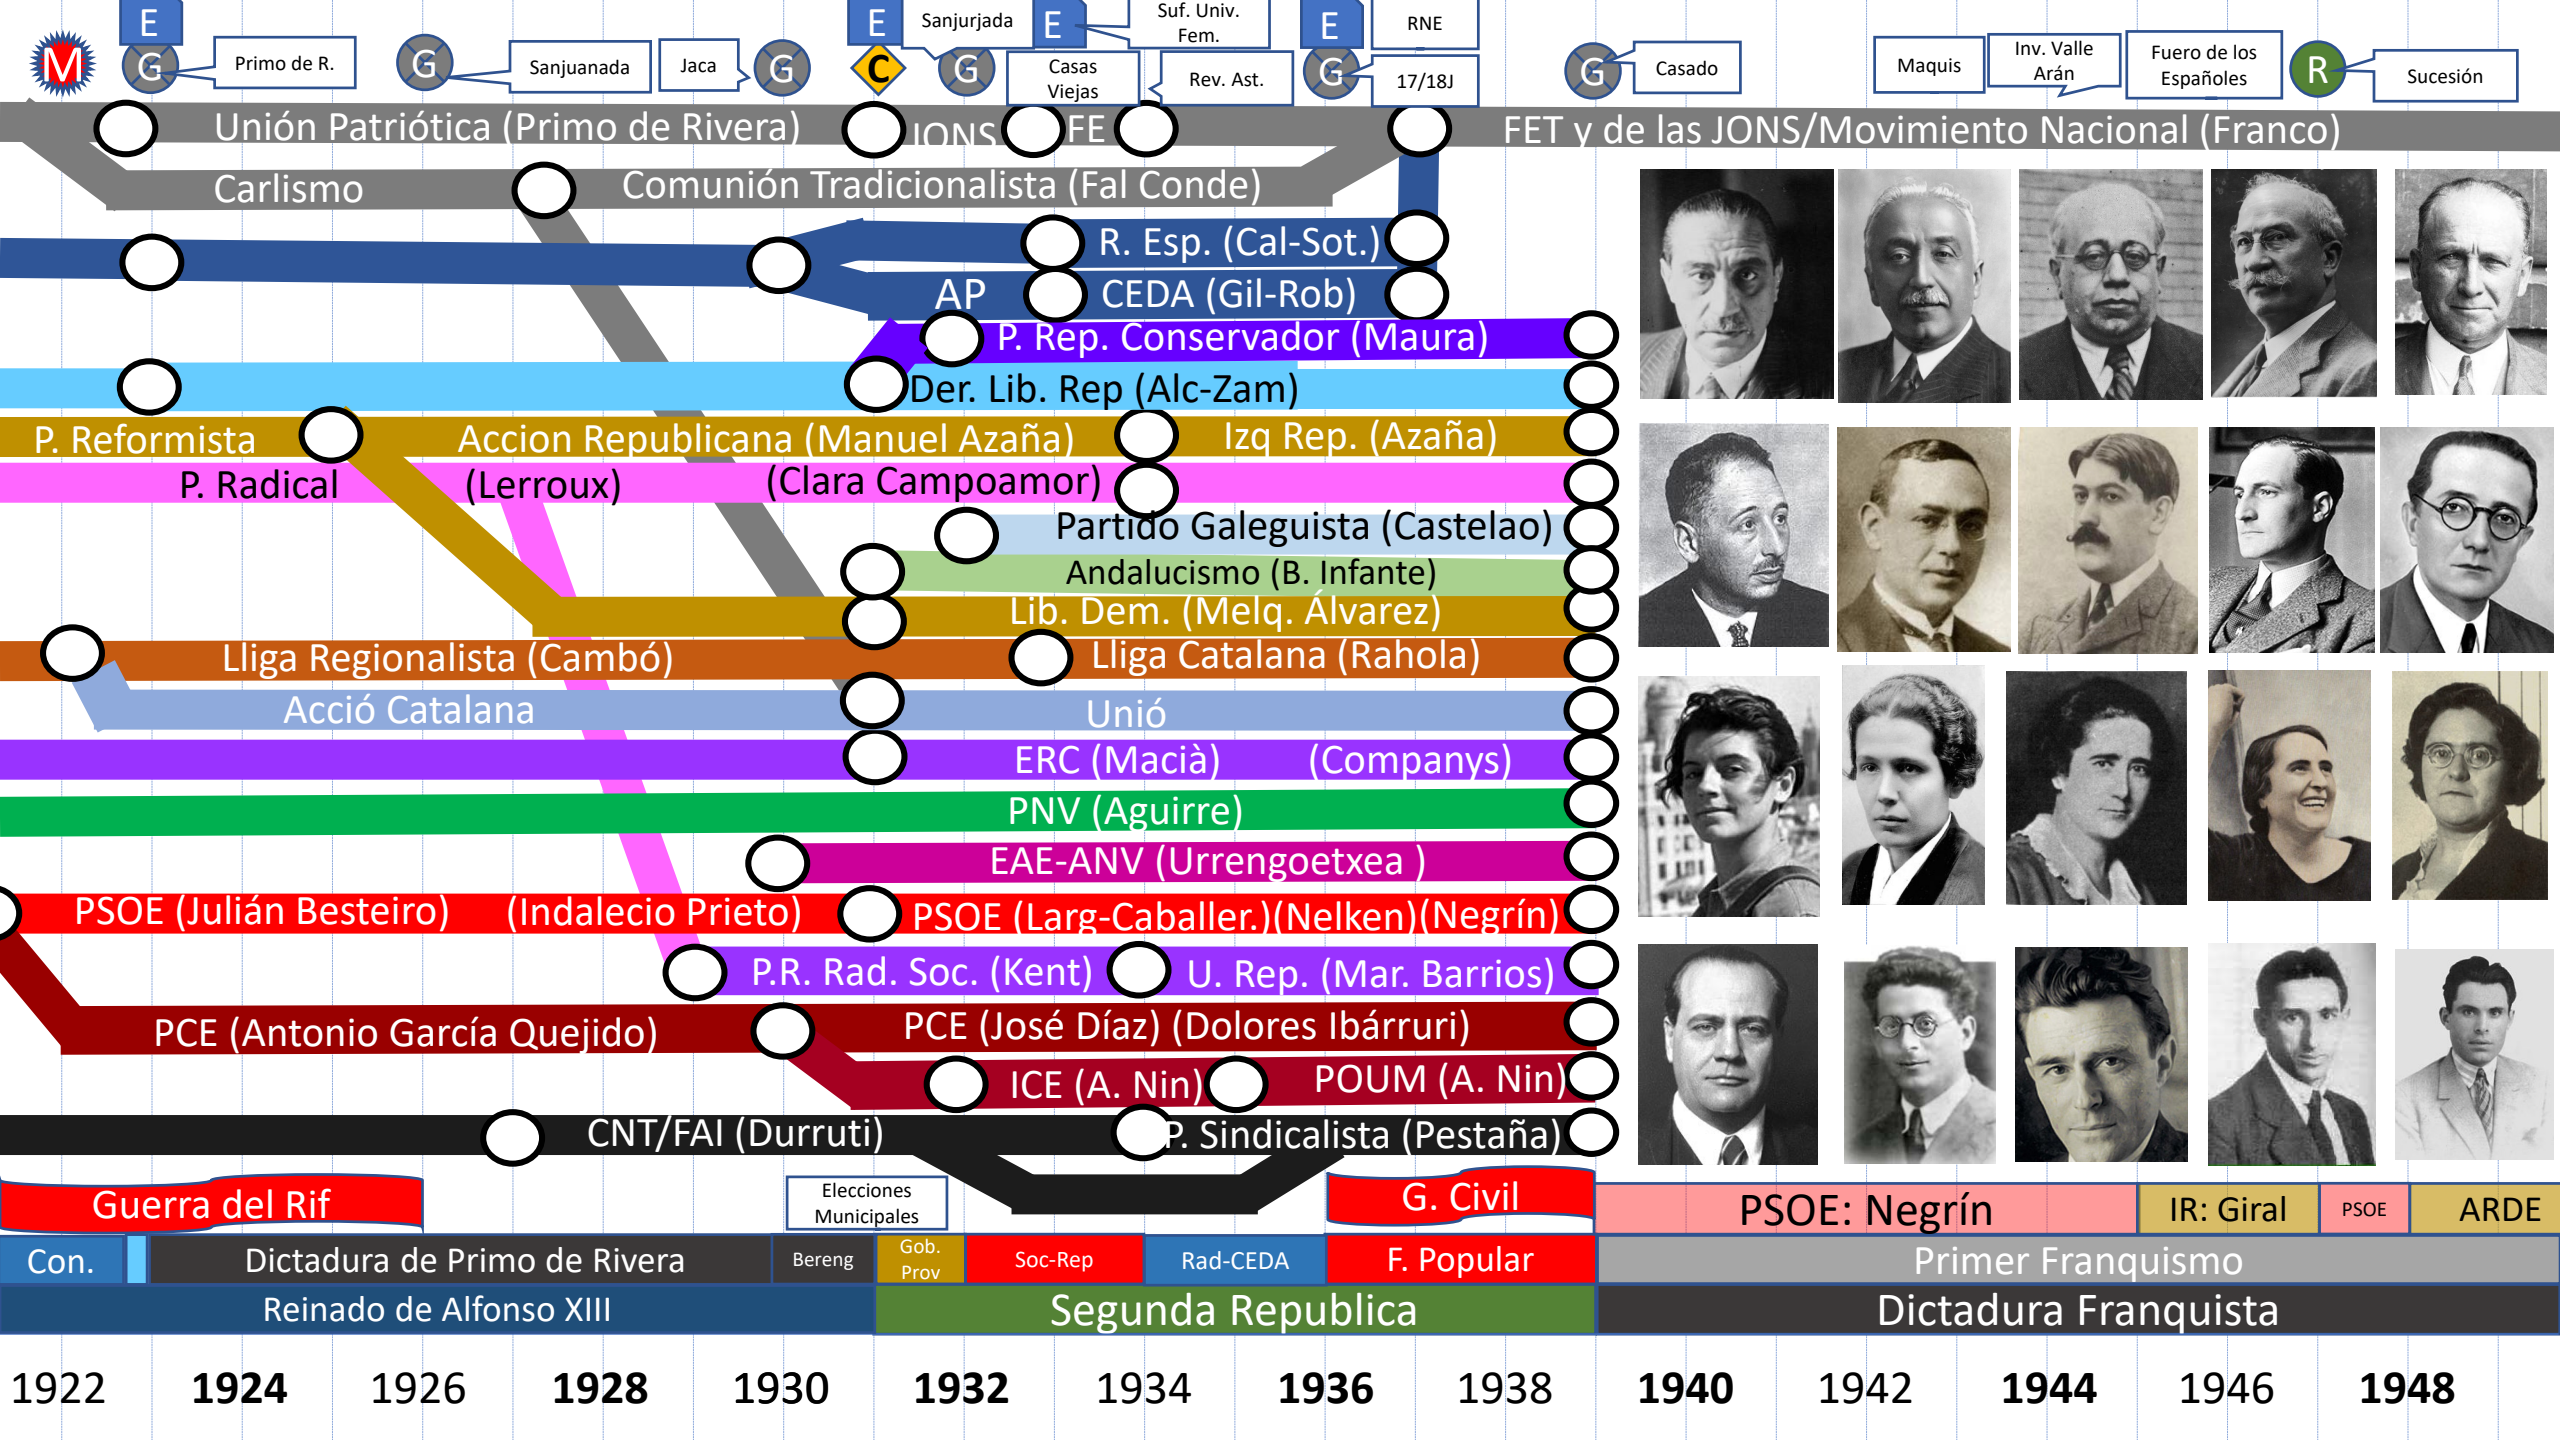 E
E
Sanjurjada
E
Suf. Univ.
Fem.
E
RNE
M
G
Primo de R.
G
Sanjuanada
Jaca
G
C
G
Casas
Viejas
Rev. Ast.
G
17/18J
G
Casado
Maquis
Inv. Valle
Arán
Fuero de los
Españoles
R
Sucesión
Unión Patriótica (Primo de Rivera)
JONS
FE
FET y de las JONS/Movimiento Nacional (Franco)
Carlismo
Comunión Tradicionalista (Fal Conde)
R. Esp. (Cal-Sot.)
AP
CEDA (Gil-Rob)
P. Rep. Conservador (Maura)
Der. Lib. Rep (Alc-Zam)
P. Reformista
Accion Republicana (Manuel Azaña)
Izq Rep. (Azaña)
P. Radical
(Lerroux)
(Clara Campoamor)
Partido Galeguista (Castelao)
Andalucismo (B. Infante)
Lib. Dem. (Melq. Álvarez)
Lliga Regionalista (Cambó)
Lliga Catalana (Rahola)
Acció Catalana
Unió
ERC (Macià)
(Companys)
PNV (Aguirre)
EAE-ANV (Urrengoetxea )
PSOE (Julián Besteiro)
(Indalecio Prieto)
PSOE (Larg-Caballer.)(Nelken)(Negrín)
P.R. Rad. Soc. (Kent)
U. Rep. (Mar. Barrios)
PCE (Antonio García Quejido)
PCE (José Díaz) (Dolores Ibárruri)
ICE (A. Nin)
POUM (A. Nin)
CNT/FAI (Durruti)
P. Sindicalista (Pestaña)
Guerra del Rif
Elecciones
Municipales
G. Civil
PSOE: Negrín
IR: Giral
PSOE
ARDE
Con.
Dictadura de Primo de Rivera
Bereng
Gob.
Prov
Soc-Rep
Rad-CEDA
F. Popular
Primer Franquismo
Reinado de Alfonso XIII
Segunda Republica
Dictadura Franquista
1922
1924
1926
1928
1930
1932
1934
1936
1938
1940
1942
1944
1946
1948